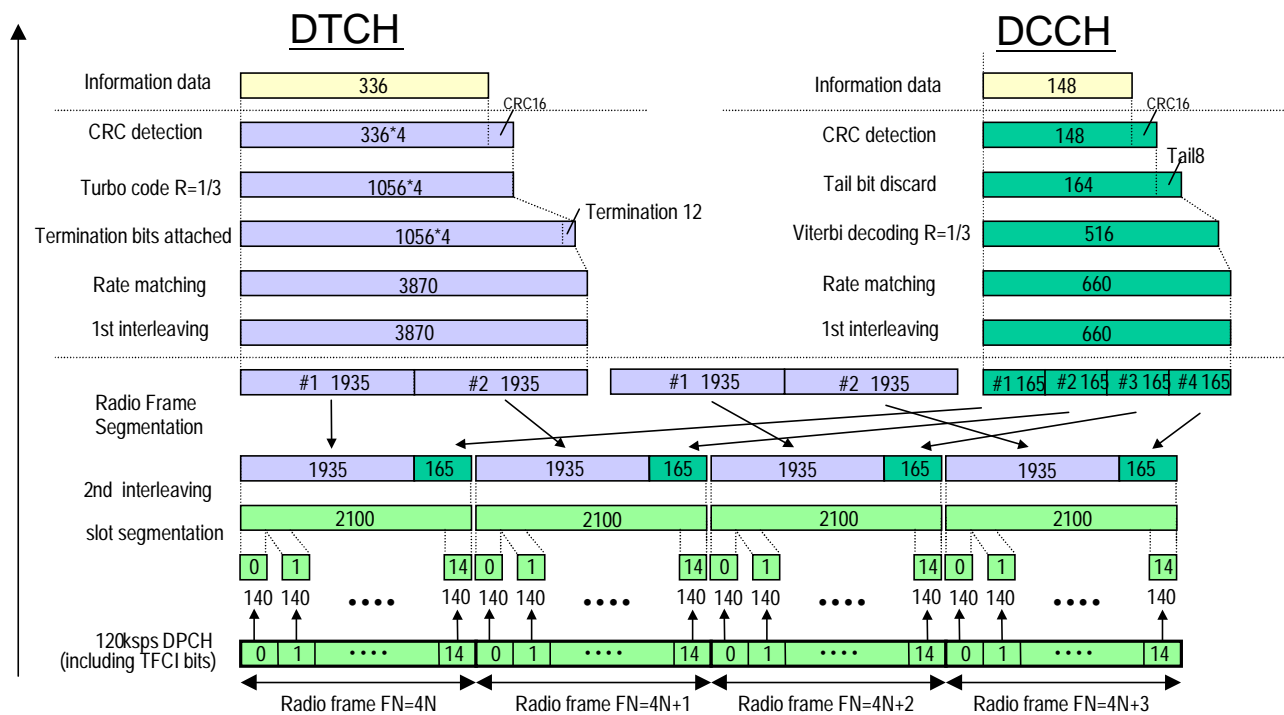 DTCH DCCH
Information data 336 Information data 148
CRC16 CRC16
CRC detection 336*4 CRC detection 148
Tail8
Turbo code R=1/3 1056*4 Tail bit discard 164
Termination 12
Termination bits attached 1056*4 Viterbi decoding R=1/3 516
Rate matching 3870 Rate matching 660
1st interleaving 3870 1st interleaving 660
#1 1935 #2 1935 #1 1935 #2 1935 #1 165 #2 165 #3 165 #4 165
Radio Frame
Segmentation
1935 165 1935 165 1935 165 1935 165
2nd interleaving
2100 2100 2100 2100
slot segmentation
0 1 14 0 1 14 0 1 14 0 1 14
140 140 •••• 140 140 140 •••• 140 140 140 •••• 140 140 140 •••• 140
120ksps DPCH
(including TFCI bits)
0 1 •••• 14 0 1 •••• 14 0 1 •••• 14 0 1 •••• 14
Radio frame FN=4N Radio frame FN=4N+1 Radio frame FN=4N+2 Radio frame FN=4N+3